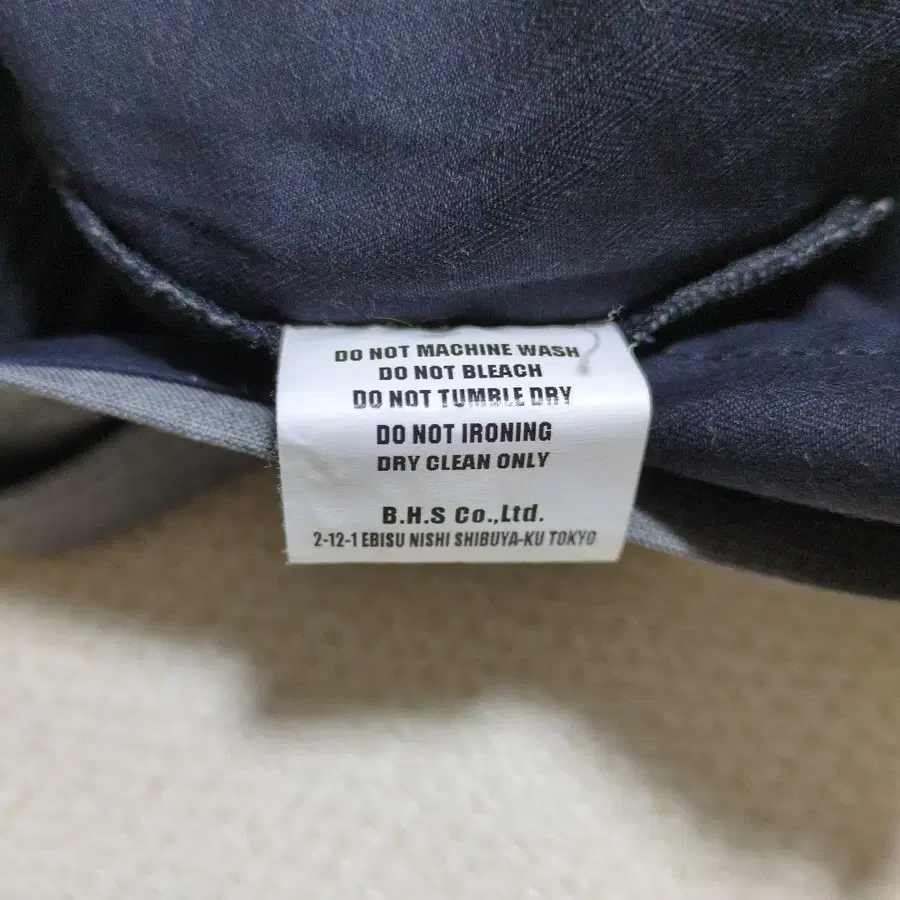 DO NOT MACHINE WASH
DO NOT BLEACH
DO NOT TUMBLE DRY
DO NOT IRONING
DRY CLEAN ONLY
B.H.S Co.,Ltd.
2-12-1 EBISU NISHI SHIBUYA-KU TOKYO